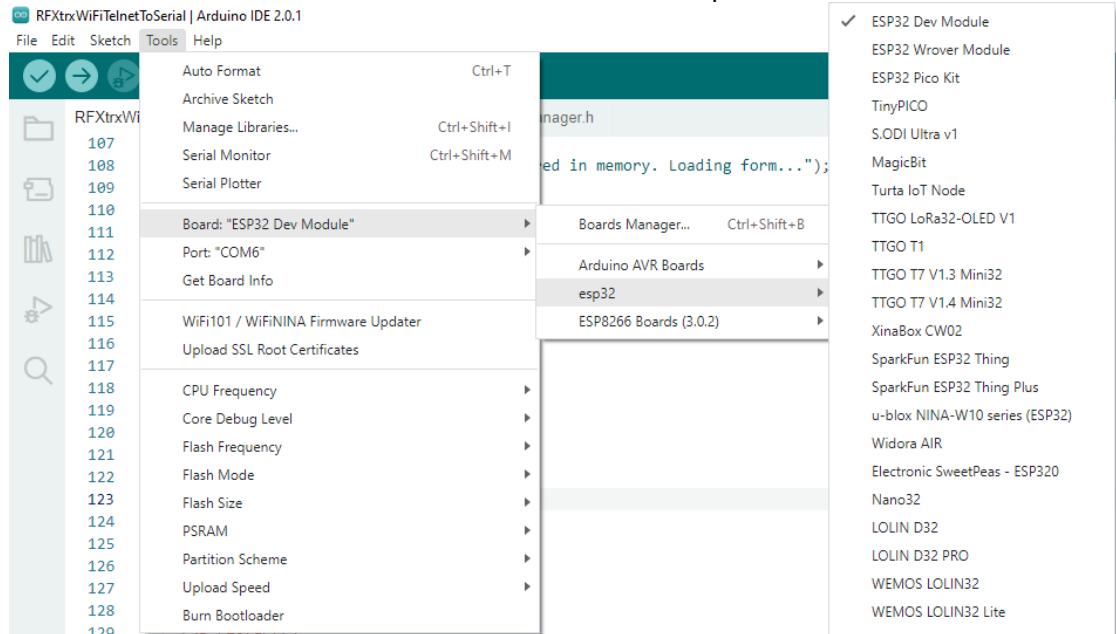 RFXtrxWiFiTelnetToSerial | Arduino IDE 2.0.1
File Edit Sketch Tools Help
RFXtrxWi
nager.h
107
108
109
110
111
112
113
114
115
116
117
118
119
120
121
122
123
124
125
126
127
128
129
ed in memory. Loading form...");
Auto Format Ctrl+T
Archive Sketch
Manage Libraries... Ctrl+Shift+I
Serial Monitor Ctrl+Shift+M
Serial Plotter
Board: "ESP32 Dev Module"
Port: "COM6"
Get Board Info
WiFi101 / WiFiNINA Firmware Updater
Upload SSL Root Certificates
CPU Frequency
Core Debug Level
Flash Frequency
Flash Mode
Flash Size
PSRAM
Partition Scheme
Upload Speed
Burn Bootloader
Boards Manager... Ctrl+Shift+B
Arduino AVR Boards
esp32
ESP8266 Boards (3.0.2)
ESP32 Dev Module
ESP32 Wrover Module
ESP32 Pico Kit
TinyPICO
S.ODI Ultra v1
MagicBit
Turta IoT Node
TTGO LoRa32-OLED V1
TTGO T1
TTGO T7 V1.3 Mini32
TTGO T7 V1.4 Mini32
XinaBox CW02
SparkFun ESP32 Thing
SparkFun ESP32 Thing Plus
u-blox NINA-W10 series (ESP32)
Widora AIR
Electronic SweetPeas - ESP320
Nano32
LOLIN D32
LOLIN D32 PRO
WEMOS LOLIN32
WEMOS LOLIN32 Lite